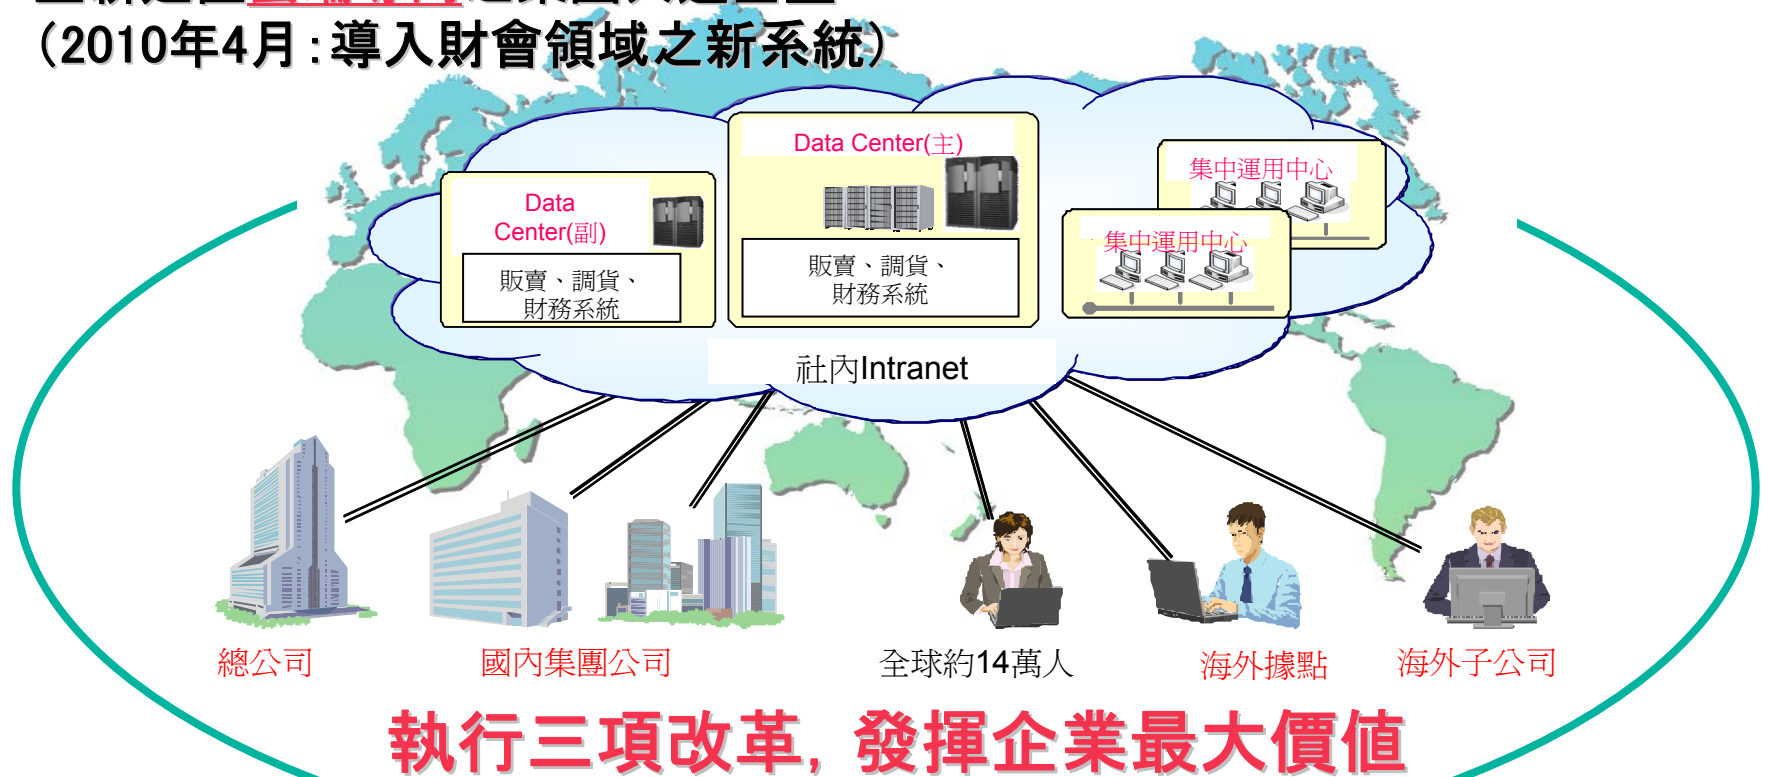 (2010年4月:導入財會領域之新系統)
Data Center(主)
集中運用中心
Data
Center(副)
集中運用中心
販賣、調貨、
財務系統
販賣、調貨、
財務系統
社內Intranet
總公司
國內集團公司
全球約14萬人
海外據點
海外子公司
執行三項改革, 發揮企業最大價值